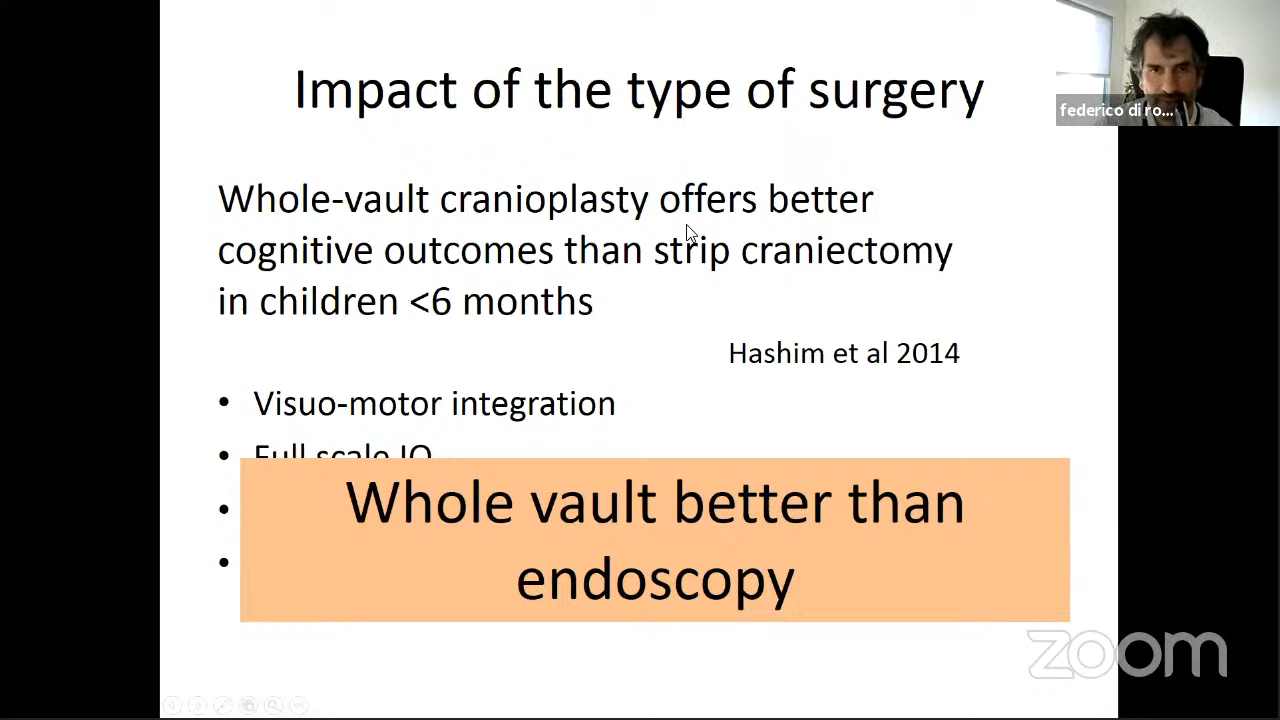 Impact of the type of surgery
federico di ro...
Whole-vault cranioplasty offers better
cognitive outcomes than strip craniectomy
in children <6 months
Hashim et al 2014
• Visuo-motor integration
• Full scale IQ
•
•
Whole vault better than
endoscopy
zoom